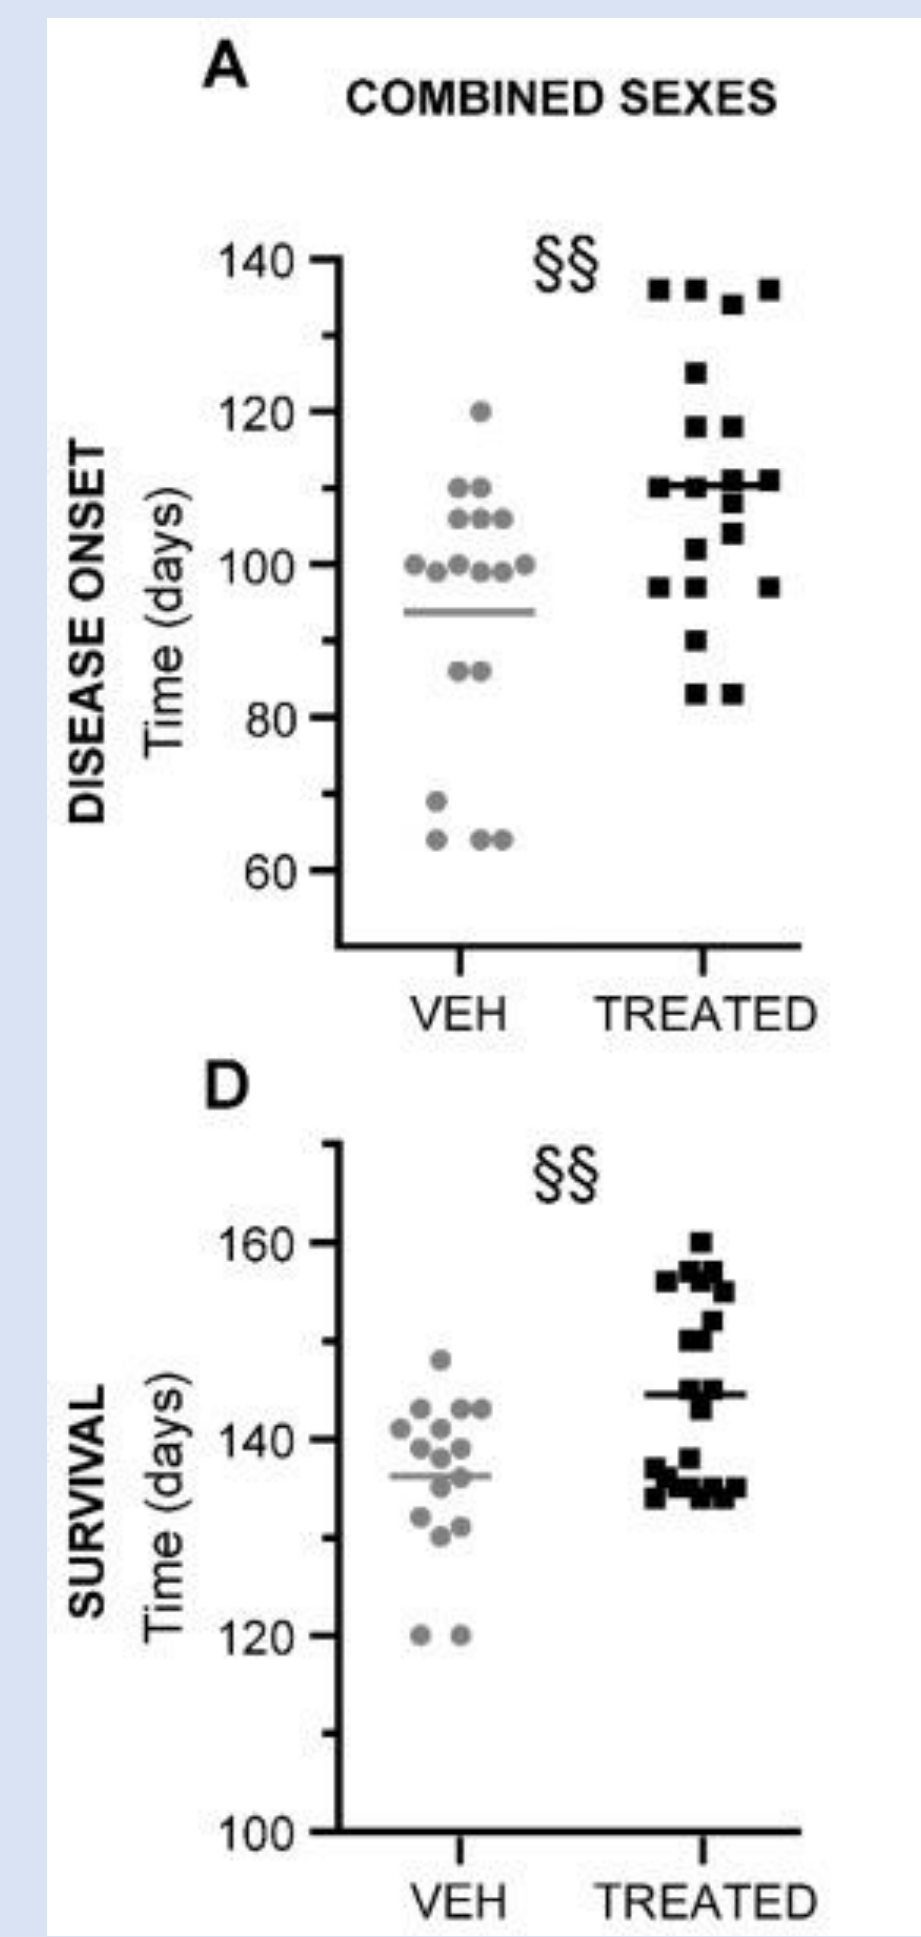 A
COMBINED SEXES
§§
DISEASE ONSET
Time (days)
140
120
100
80
60
VEH TREATED
D
§§
SURVIVAL
Time (days)
160
140
120
100
VEH TREATED